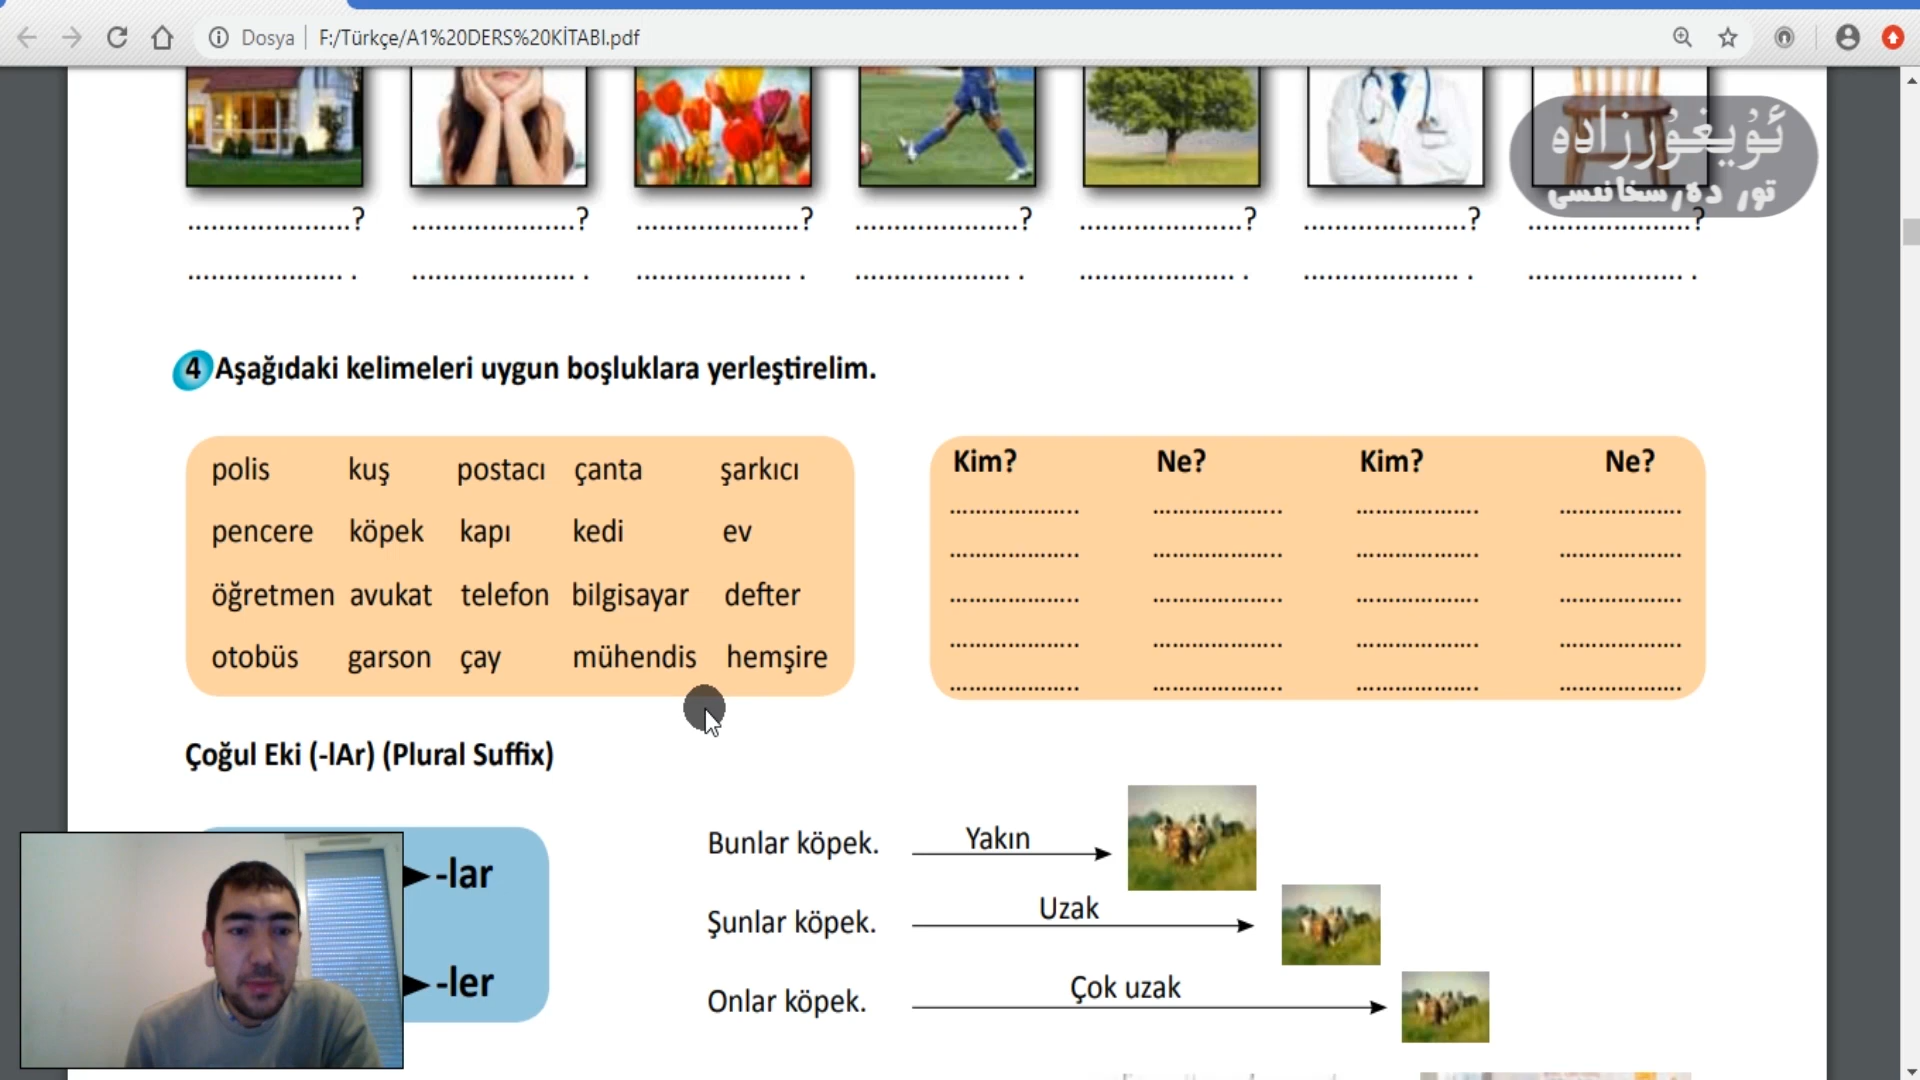 Dosya F:/Türkçe/A1%20DERS%20KİTABI.pdf
ئۇيغۇرزادە
تور دەرسخانىسى
....................? ....................? ....................? ....................? ....................? ....................? ....................?
................... . .................... . ................... . ................... . ................... . ................... . ................... .
4 Aşağıdaki kelimeleri uygun boşluklara yerleştirelim.
polis kuş postacı çanta şarkıcı
pencere köpek kapı kedi ev
öğretmen avukat telefon bilgisayar defter
otobüs garson çay mühendis hemşire
Kim? Ne? Kim? Ne?
Çoğul Eki (-lAr) (Plural Suffix)
-lar
-ler
Bunlar köpek. Yakın
Şunlar köpek. Uzak
Onlar köpek. Çok uzak